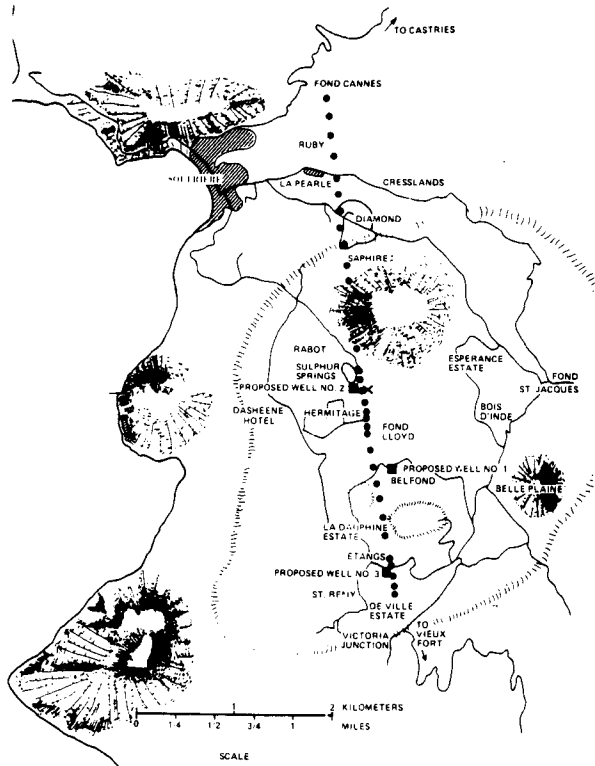 TO CASTRIES
FOND CANNES
RUBY
SOUFRIERE
LA PEARLE
CRESSLANDS
DIAMOND
SAPHIRE
RABOT
SULPHUR
SPRINGS
ESPERANCE
ESTATE
FOND
ST. JACQUES
PROPOSED WELL NO. 2
DASHEENE
HOTEL
HERMITAGE
BOIS
D'INDE
FOND
LLOYD
PROPOSED WELL NO. 1
BELFOND
BELLE PLAINE
LA DAUPHINE
ESTATE
ETANGS
PROPOSED WELL NO. 3
ST. REMY
DE VILLE
ESTATE
VICTORIA
JUNCTION
TO
VIEUX
FORT
1 2 KILOMETERS
0 1/4 1/2 3/4 1 MILES
SCALE